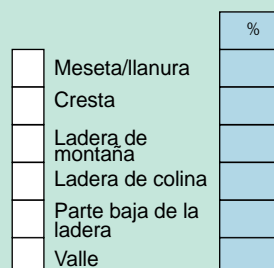 %
Meseta/llanura
Cresta
Ladera de
montaña
Ladera de colina
Parte baja de la
ladera
Valle